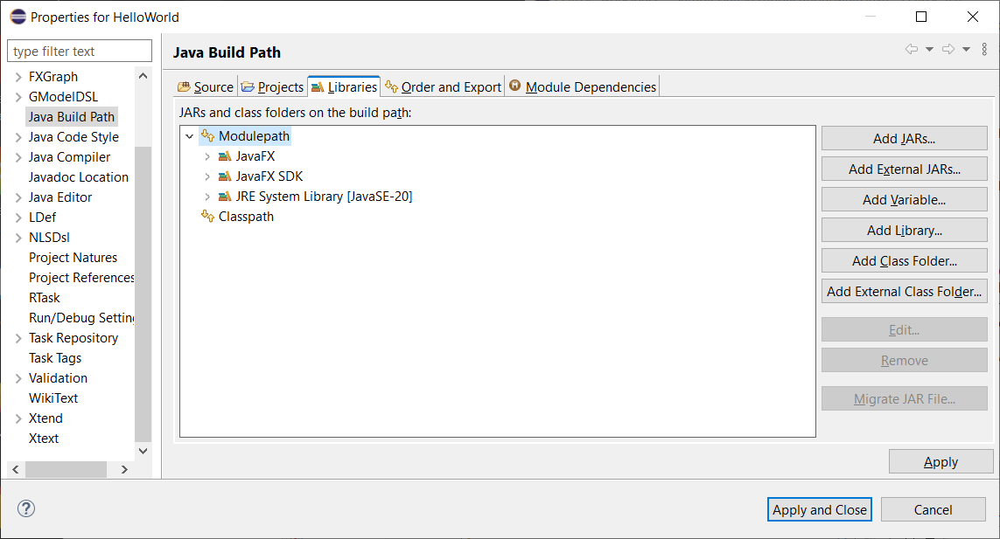 Properties for HelloWorld
type filter text
FXGraph
GModelDSL
Java Build Path
Java Code Style
Java Compiler
Javadoc Location
Java Editor
LDef
NLSDsl
Project Natures
Project References
RTask
Run/Debug Settin
Task Repository
Task Tags
Validation
WikiText
Xtend
Xtext
Java Build Path
Source Projects Libraries Order and Export Module Dependencies
JARs and class folders on the build path:
Modulepath
JavaFX
JavaFX SDK
JRE System Library [JavaSE-20]
Classpath
Add JARs...
Add External JARs...
Add Variable...
Add Library...
Add Class Folder...
Add External Class Folder...
Edit...
Remove
Migrate JAR File...
Apply
Apply and Close Cancel